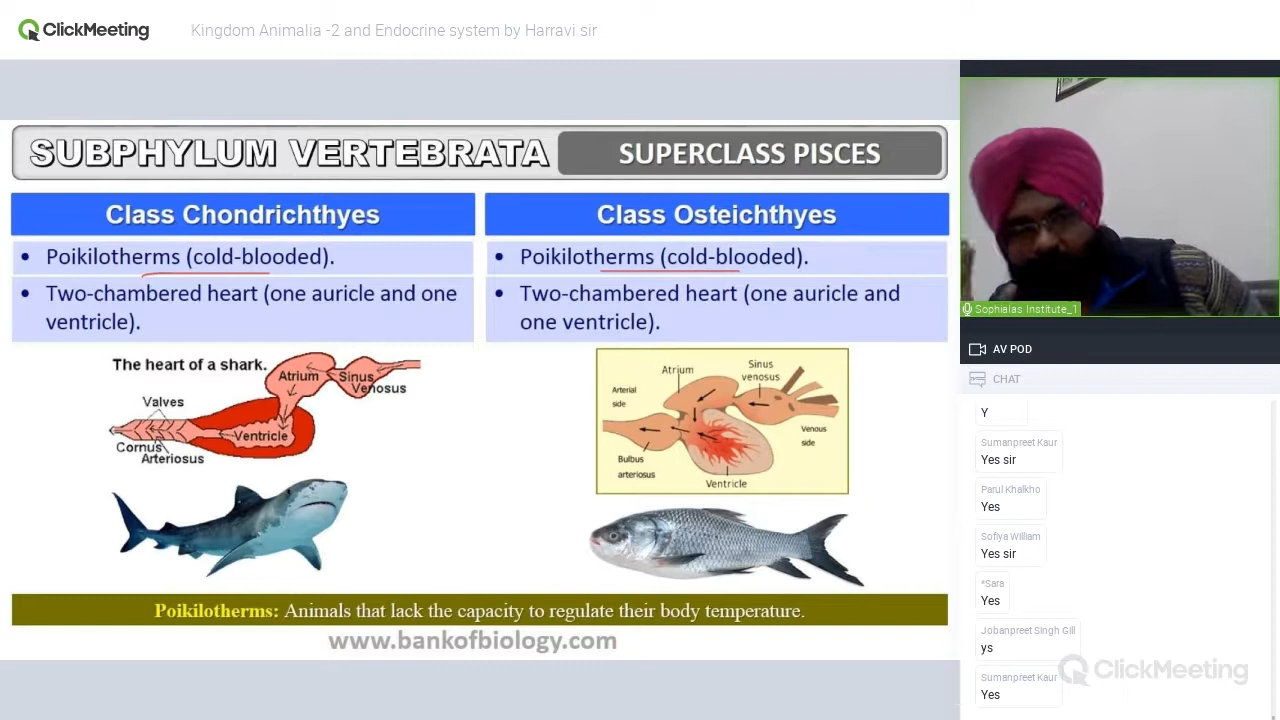 ClickMeeting
Kingdom Animalia -2 and Endocrine system by Harravi sir
SUBPHYLUM VERTEBRATA
SUPERCLASS PISCES
Class Chondrichthyes
• Poikilotherms (cold-blooded).
• Two-chambered heart (one auricle and one
ventricle).
The heart of a shark.
Atrium
Sinus
Venosus
Valves
Ventricle
Cornus
Arteriosus
Class Osteichthyes
• Poikilotherms (cold-blooded).
• Two-chambered heart (one auricle and
one ventricle).
Atrium
Sinus
venosus
Arterial
side
Venous
side
Bulbus
arteriosus
Ventricle
Poikilotherms: Animals that lack the capacity to regulate their body temperature.
www.bankofbiology.com
Sophialas Institute_1
AV POD
CHAT
Y
Sumanpreet Kaur
Yes sir
Parul Khalkho
Yes
Sofiya William
Yes sir
*Sara
Yes
Jobanpreet Singh Gill
ys
Sumanpreet Kaur
Yes
ClickMeeting